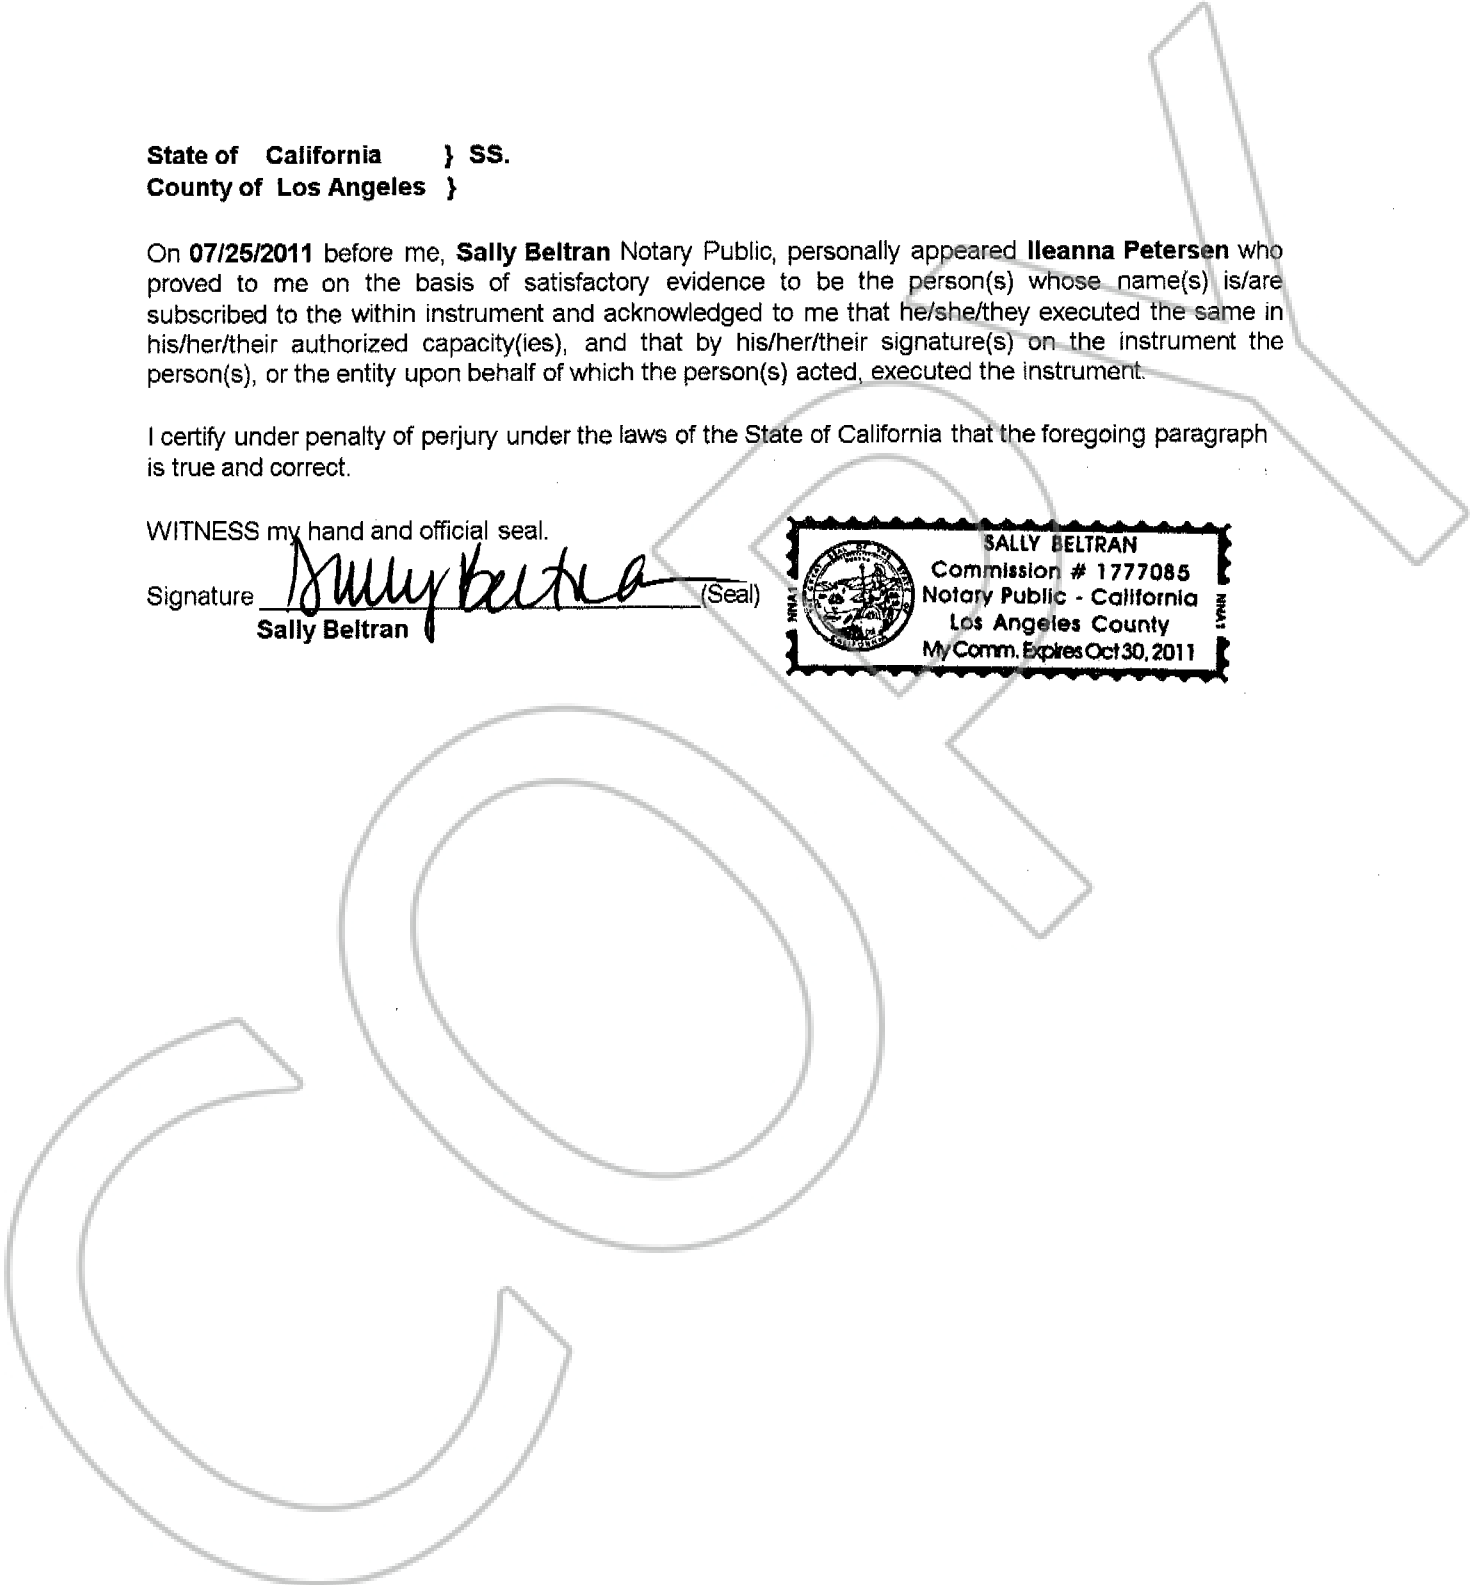 State of California } SS.
County of Los Angeles }
On 07/25/2011 before me, Sally Beltran Notary Public, personally appeared Ileanna Petersen who
proved to me on the basis of satisfactory evidence to be the person(s) whose name(s) is/are
subscribed to the within instrument and acknowledged to me that he/she/they executed the same in
his/her/their authorized capacity(ies), and that by his/her/their signature(s) on the instrument the
person(s), or the entity upon behalf of which the person(s) acted, executed the instrument.
I certify under penalty of perjury under the laws of the State of California that the foregoing paragraph
is true and correct.
WITNESS my hand and official seal.
Signature Sally Beltran (Seal)
Sally Beltran
SALLY BELTRAN
Commission # 1777085
Notary Public - California
Los Angeles County
My Comm. Expires Oct 30, 2011
NNA1
NNA1
COPY